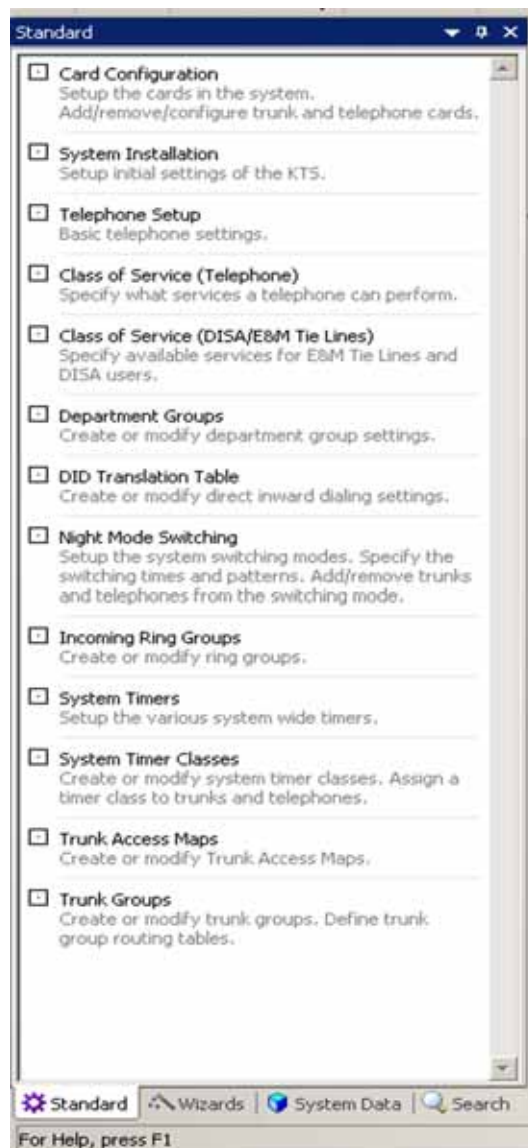 Standard
Card Configuration
Setup the cards in the system.
Add/remove/configure trunk and telephone cards.
System Installation
Setup initial settings of the KTS.
Telephone Setup
Basic telephone settings.
Class of Service (Telephone)
Specify what services a telephone can perform.
Class of Service (DISA/E&M Tie Lines)
Specify available services for E&M Tie Lines and
DISA users.
Department Groups
Create or modify department group settings.
DID Translation Table
Create or modify direct inward dialing settings.
Night Mode Switching
Setup the system switching modes. Specify the
switching times and patterns. Add/remove trunks
and telephones from the switching mode.
Incoming Ring Groups
Create or modify ring groups.
System Timers
Setup the various system wide timers.
System Timer Classes
Create or modify system timer classes. Assign a
timer class to trunks and telephones.
Trunk Access Maps
Create or modify Trunk Access Maps.
Trunk Groups
Create or modify trunk groups. Define trunk
group routing tables.
Standard Wizards System Data Search
For Help, press F1